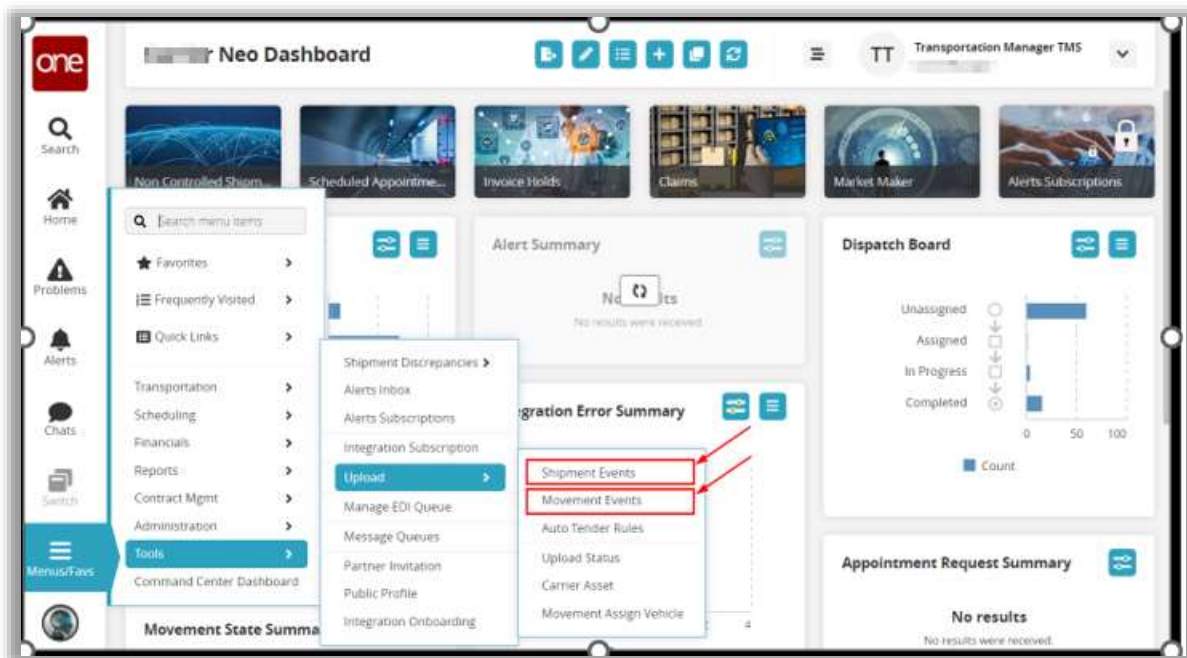 one
Neo Dashboard
TT
Transportation Manager TMS
Search
Home
Problems
Alerts
Chats
Switch
Menus/Favs
Non Controlled Shipm...
Scheduled Appointme...
Invoice Holds
Claims
Market Maker
Alerts Subscriptions
Search menu items
Favorites
Frequently Visited
Quick Links
Transportation
Scheduling
Financials
Reports
Contract Mgmt
Administration
Tools
Command Center Dashboard
Shipment Discrepancies
Alerts Inbox
Alerts Subscriptions
Integration Subscription
Upload
Manage EDI Queue
Message Queues
Partner Invitation
Public Profile
Integration Onboarding
Shipment Events
Movement Events
Auto Tender Rules
Upload Status
Carrier Asset
Movement Assign Vehicle
Alert Summary
No results were received.
gration Error Summary
4
Dispatch Board
Unassigned
Assigned
In Progress
Completed
0 50 100
Count
Appointment Request Summary
No results
No results were received.
Movement State Summa